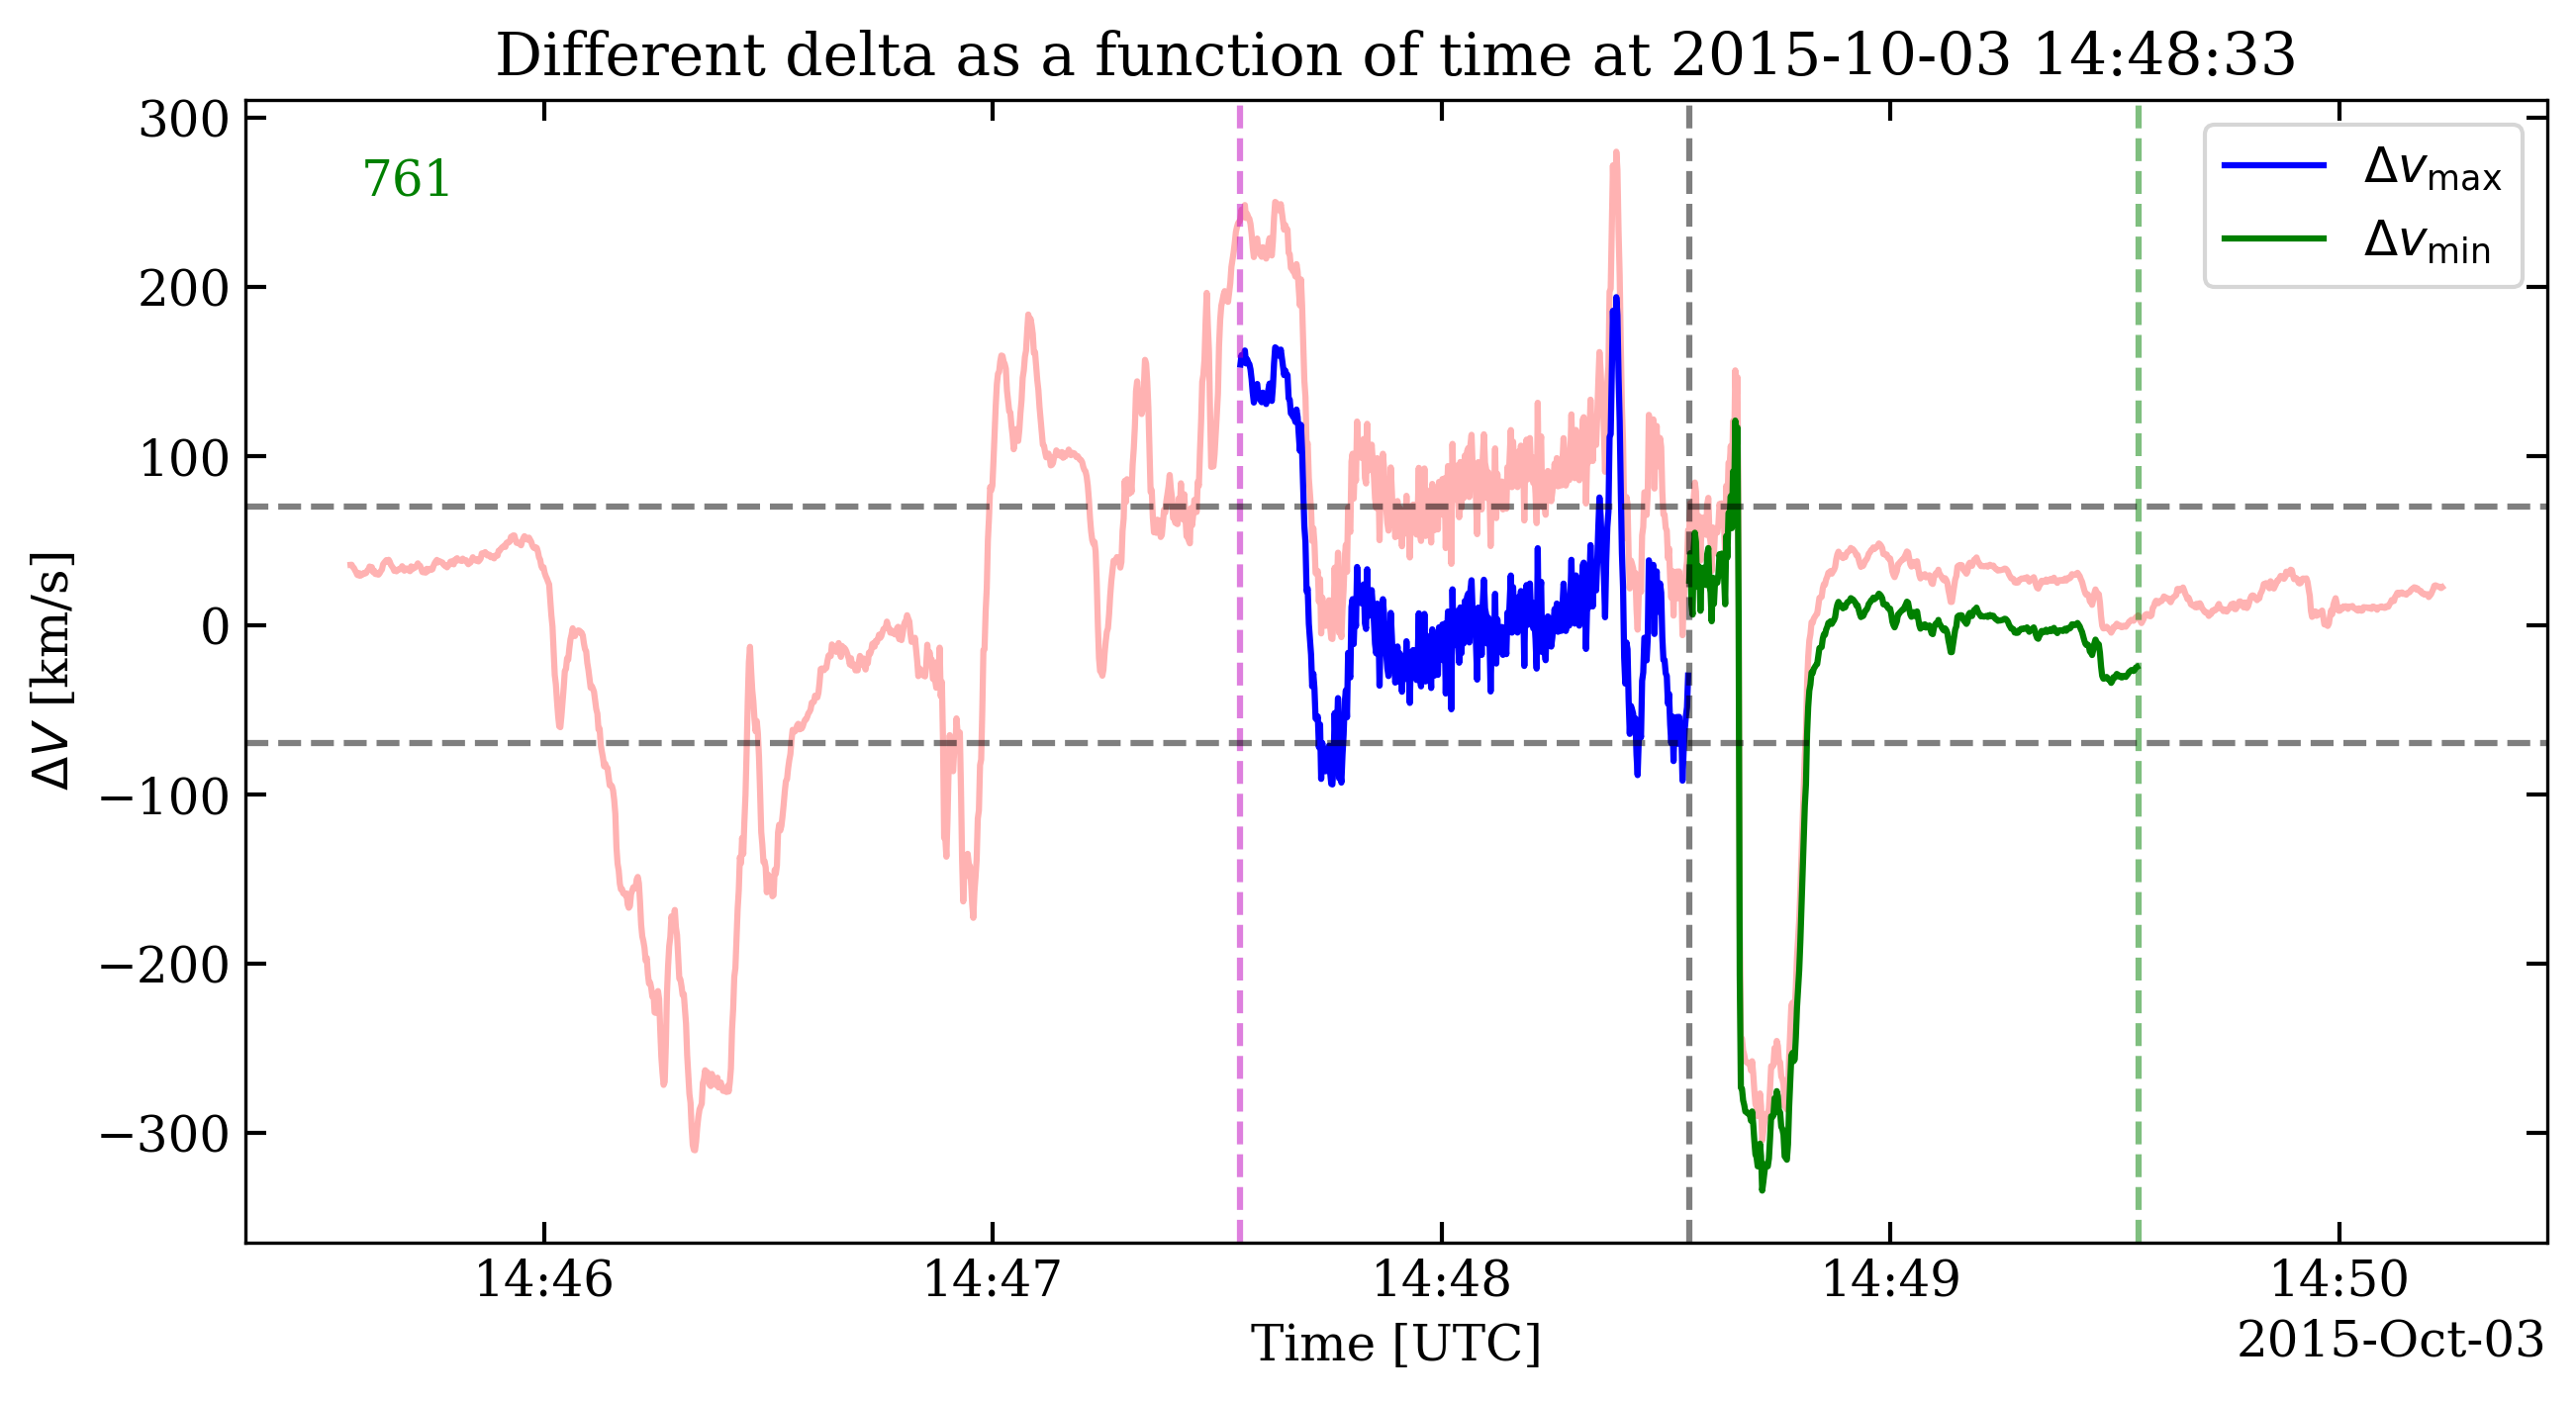 Different delta as a function of time at 2015-10-03 14:48:33
300
200
100
0
−100
−200
−300
ΔV [km/s]
761
Δv_max
Δv_min
14:46 14:47 14:48 14:49 14:50
Time [UTC]
2015-Oct-03